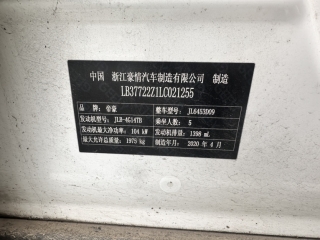 中国 浙江豪情汽车制造有限公司 制造
LB37722Z1LC021255
品牌：帝豪 整车型号：JL6453D09
发动机型号：JLB-4G14TB 乘坐人数：5
发动机最大净功率：104 kW 发动机排量：1398 mL
最大允许总质量：1975 kg 制造年月：2020 年 4 月